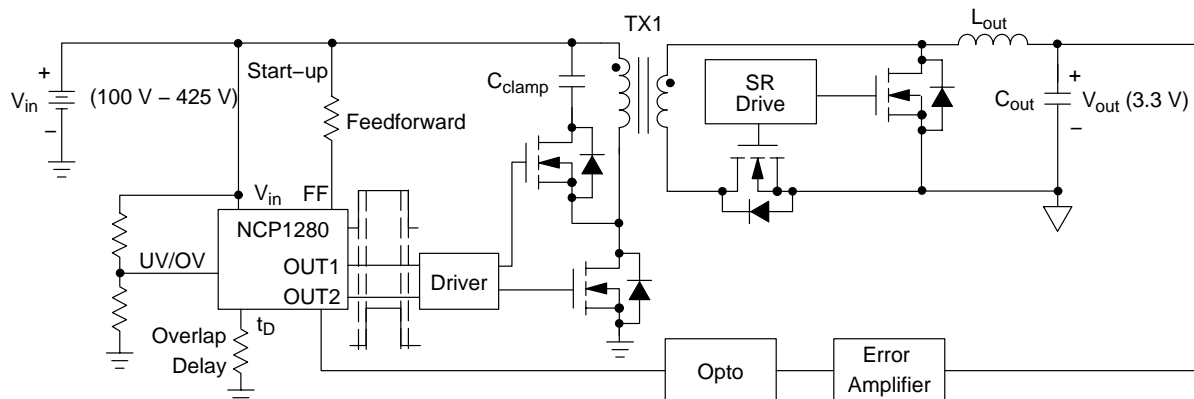 TX1
L_out
Start–up
C_clamp
SR
Drive
+
V_in
–
(100 V – 425 V)
Feedforward
C_out
+
V_out (3.3 V)
–
V_in
FF
NCP1280
UV/OV
OUT1
OUT2
Driver
t_D
Overlap
Delay
Opto
Error
Amplifier